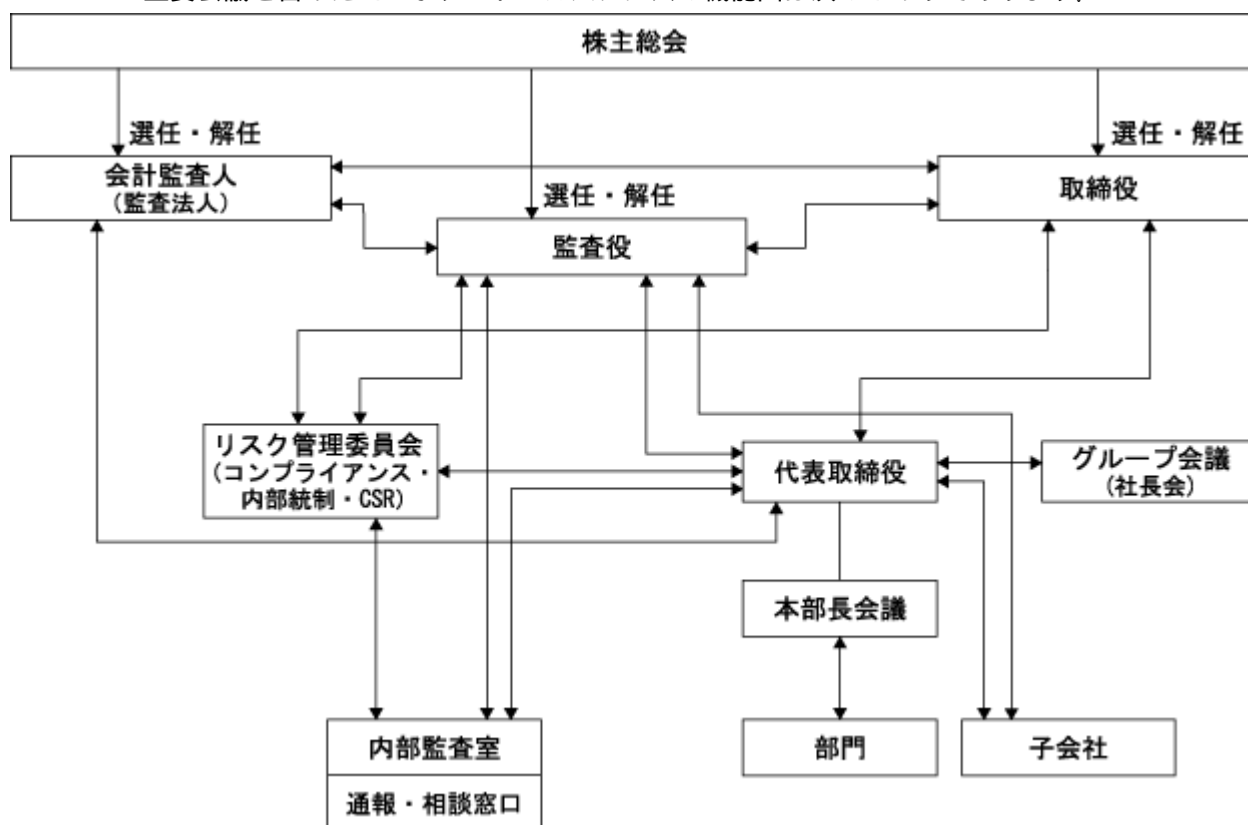 株主総会
選任・解任
選任・解任
会計監査人
(監査法人)
取締役
選任・解任
監査役
リスク管理委員会
(コンプライアンス・
内部統制・CSR)
代表取締役
グループ会議
(社長会)
本部長会議
内部監査室
部門
子会社
通報・相談窓口